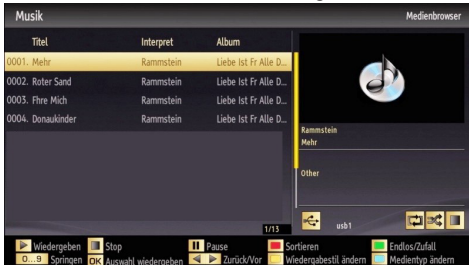 Musik Medienbrowser
Titel Interpret Album
0001. Mehr Rammstein Liebe Ist Fr Alle D...
0002. Roter Sand Rammstein Liebe Ist Fr Alle D...
0003. Fhre Mich Rammstein Liebe Ist Fr Alle D...
0004. Donaukinder Rammstein Liebe Ist Fr Alle D...
Rammstein
Mehr
Other
1/13
usb1
Wiedergeben Stop Pause Sortieren Endlos/Zufall
0...9 Springen OK Auswahl wiedergeben Zurück/Vor Wiedergabestil ändern Medientyp ändern